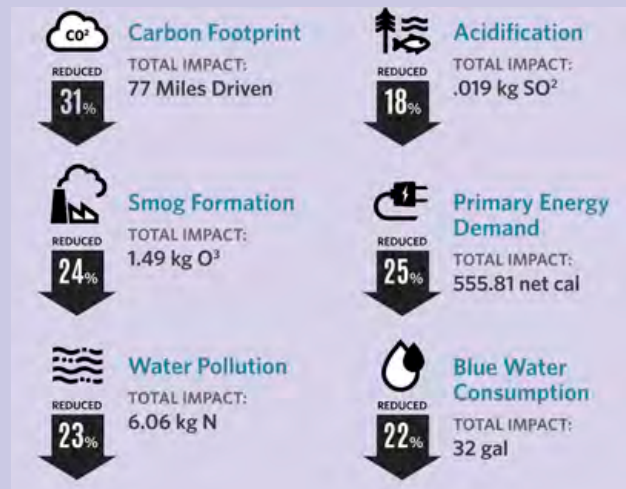 CO²
Carbon Footprint
REDUCED
31%
TOTAL IMPACT:
77 Miles Driven
Acidification
REDUCED
18%
TOTAL IMPACT:
.019 kg SO²
Smog Formation
REDUCED
24%
TOTAL IMPACT:
1.49 kg O³
Primary Energy
Demand
REDUCED
25%
TOTAL IMPACT:
555.81 net cal
Water Pollution
REDUCED
23%
TOTAL IMPACT:
6.06 kg N
Blue Water
Consumption
REDUCED
22%
TOTAL IMPACT:
32 gal